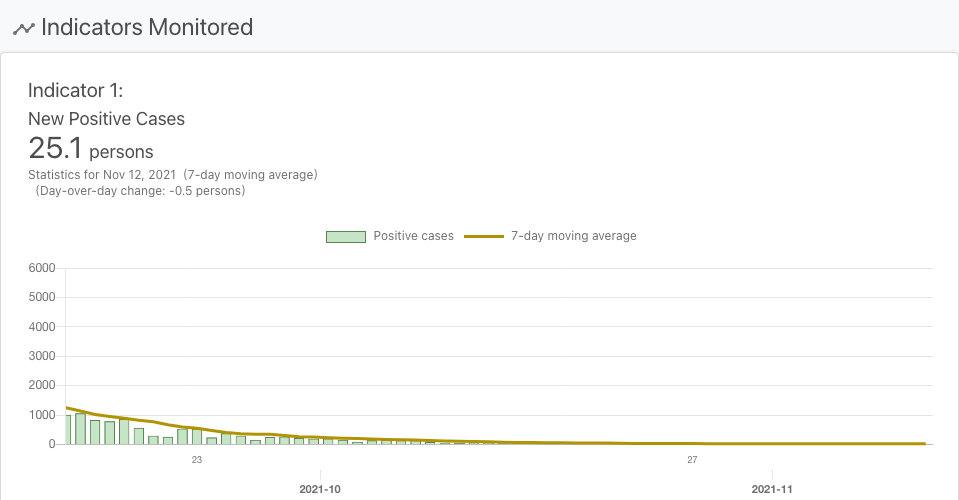 Indicators Monitored
Indicator 1:
New Positive Cases
25.1 persons
Statistics for Nov 12, 2021 (7-day moving average)
(Day-over-day change: -0.5 persons)
Positive cases 7-day moving average
6000
5000
4000
3000
2000
1000
0
23 27
2021-10 2021-11